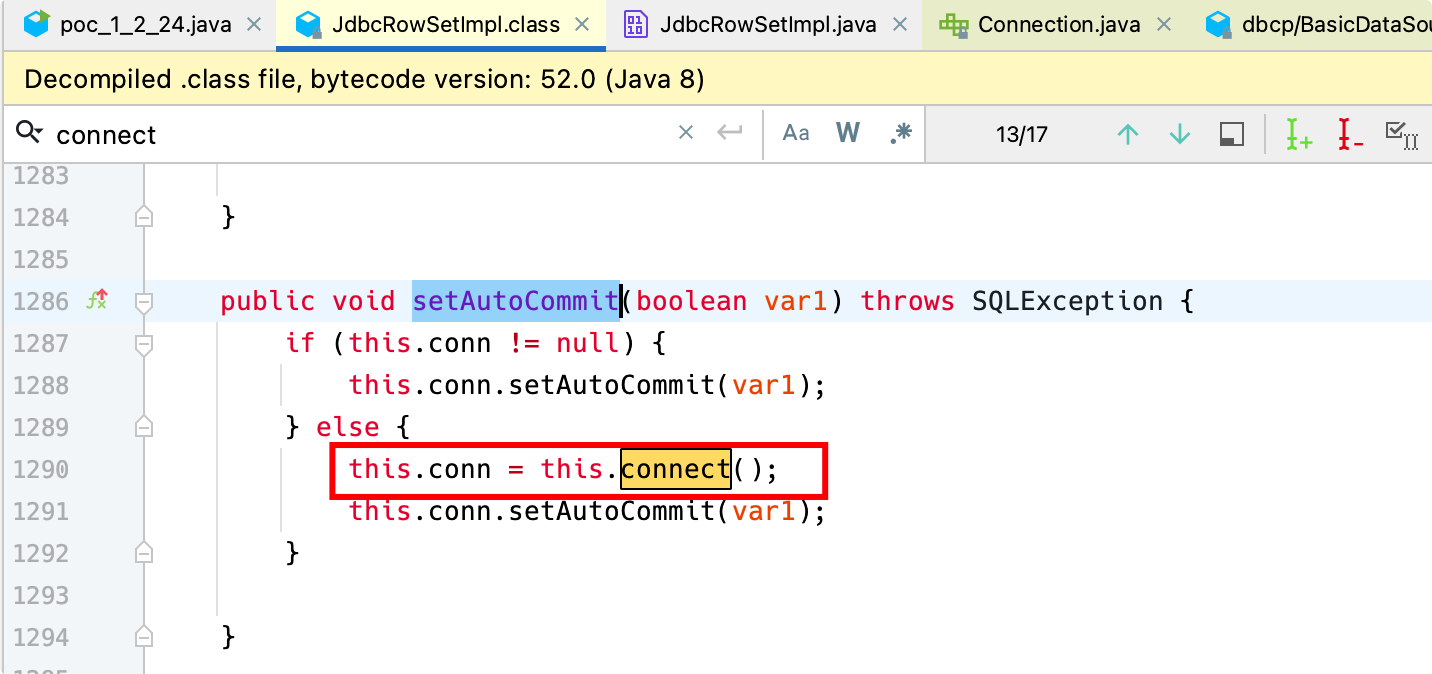 poc_1_2_24.java JdbcRowSetImpl.class JdbcRowSetImpl.java Connection.java dbcp/BasicDataSou
Decompiled .class file, bytecode version: 52.0 (Java 8)
connect Aa W .* 13/17
1283
1284 }
1285
1286 public void setAutoCommit(boolean var1) throws SQLException {
1287 if (this.conn != null) {
1288 this.conn.setAutoCommit(var1);
1289 } else {
1290 this.conn = this.connect();
1291 this.conn.setAutoCommit(var1);
1292 }
1293
1294 }